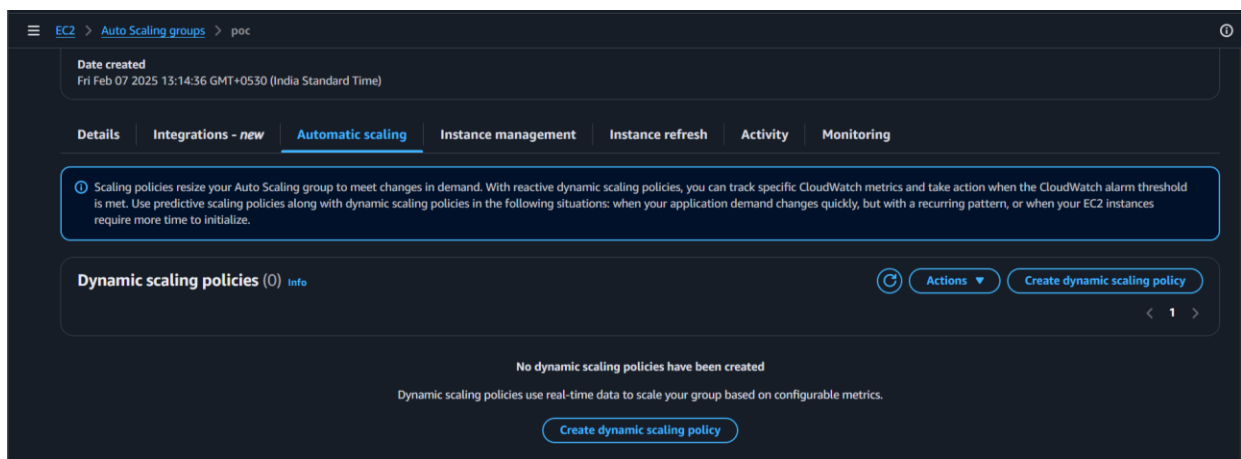 EC2 > Auto Scaling groups > poc
Date created
Fri Feb 07 2025 13:14:36 GMT+0530 (India Standard Time)
Details Integrations - new Automatic scaling Instance management Instance refresh Activity Monitoring
Scaling policies resize your Auto Scaling group to meet changes in demand. With reactive dynamic scaling policies, you can track specific CloudWatch metrics and take action when the CloudWatch alarm threshold
is met. Use predictive scaling policies along with dynamic scaling policies in the following situations: when your application demand changes quickly, but with a recurring pattern, or when your EC2 instances
require more time to initialize.
Dynamic scaling policies (0) Info Actions ▼ Create dynamic scaling policy
< 1 >
No dynamic scaling policies have been created
Dynamic scaling policies use real-time data to scale your group based on configurable metrics.
Create dynamic scaling policy